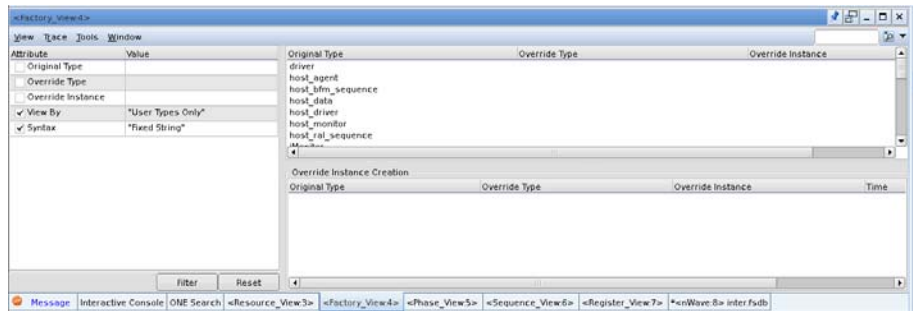 <Factory_View:4>
View Trace Tools Window
Attribute Value
Original Type
Override Type
Override Instance
View By "User Types Only"
Syntax "Fixed String"
Filter Reset
Original Type Override Type Override Instance
driver
host_agent
host_bfm_sequence
host_data
host_driver
host_monitor
host_ral_sequence
iMonitor
Override Instance Creation
Original Type Override Type Override Instance Time
Message Interactive Console ONE Search <Resource_View:3> <Factory_View:4> <Phase_View:5> <Sequence_View:6> <Register_View:7> *<nWave:8> inter.fsdb